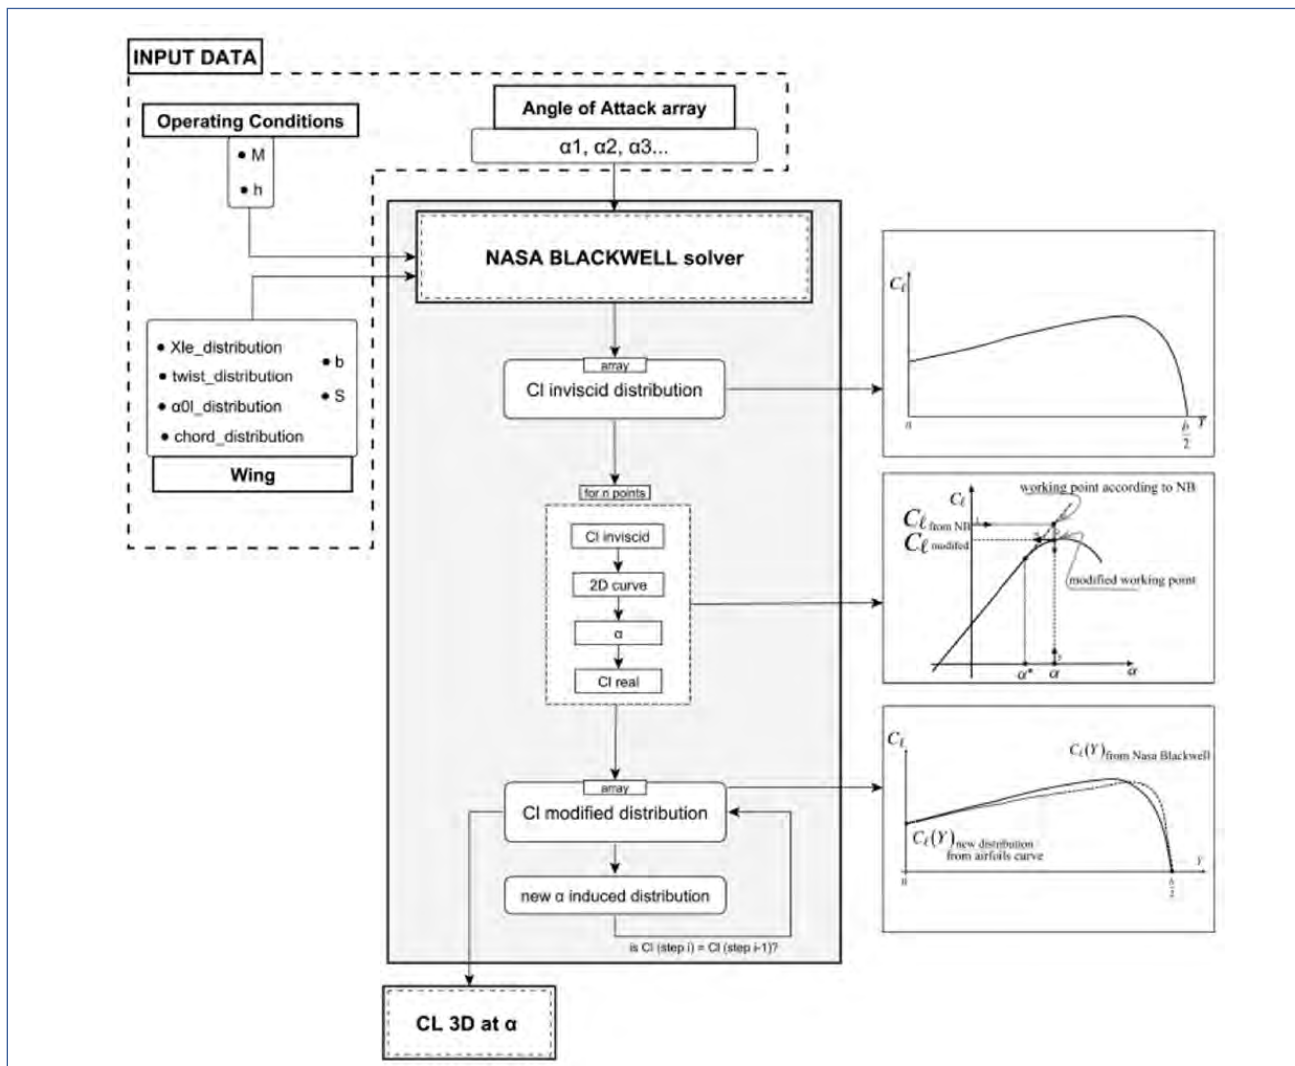 INPUT DATA
Operating Conditions
• M
• h
Angle of Attack array
α1, α2, α3...
NASA BLACKWELL solver
• Xle_distribution
• twist_distribution
• α0l_distribution
• chord_distribution
• b
• S
Wing
array
Cl inviscid distribution
for n points
Cl inviscid
2D curve
α
Cl real
array
Cl modified distribution
new α induced distribution
is Cl (step i) = Cl (step i-1)?
CL 3D at α
Cℓ
0
b/2
Y
working point according to NB
Cℓ
Cℓ from NB
Cℓ modifed
modified working point
α*
α
α
Cℓ
Cℓ(Y) from Nasa Blackwell
Cℓ(Y) new distribution
from airfoils curve
0
b/2
Y